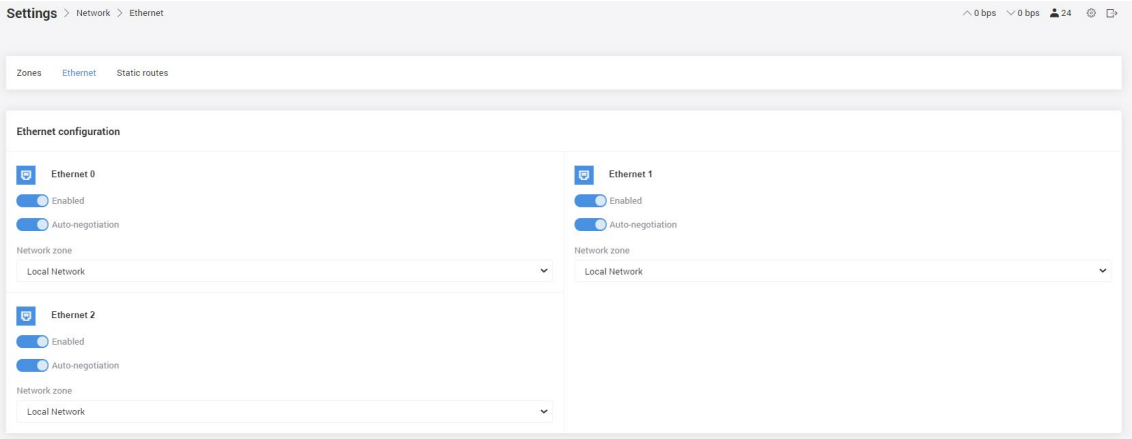 Settings > Network > Ethernet
0 bps 0 bps 24
Zones Ethernet Static routes
Ethernet configuration
Ethernet 0
Enabled
Auto-negotiation
Network zone
Local Network
Ethernet 1
Enabled
Auto-negotiation
Network zone
Local Network
Ethernet 2
Enabled
Auto-negotiation
Network zone
Local Network